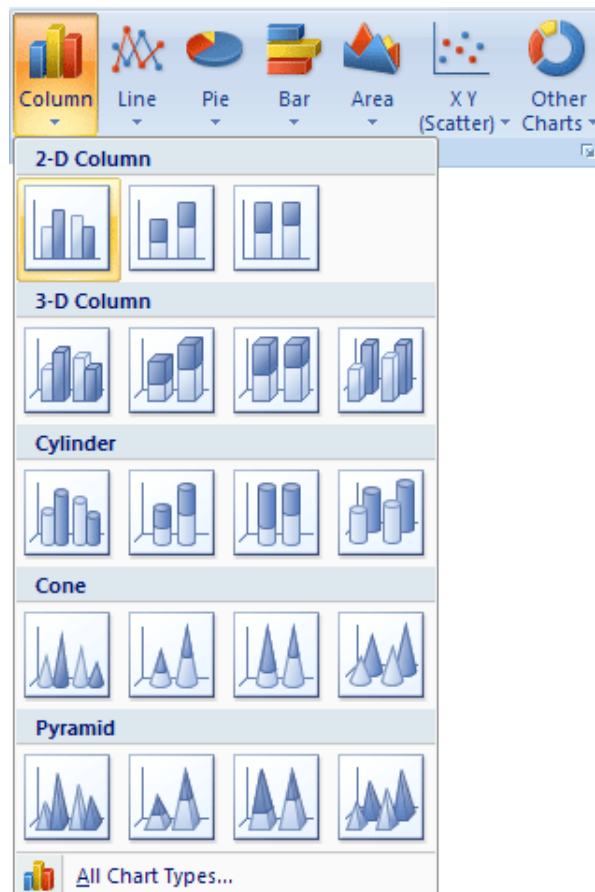 Column Line Pie Bar Area X Y Other
(Scatter) Charts
2-D Column
3-D Column
Cylinder
Cone
Pyramid
All Chart Types...